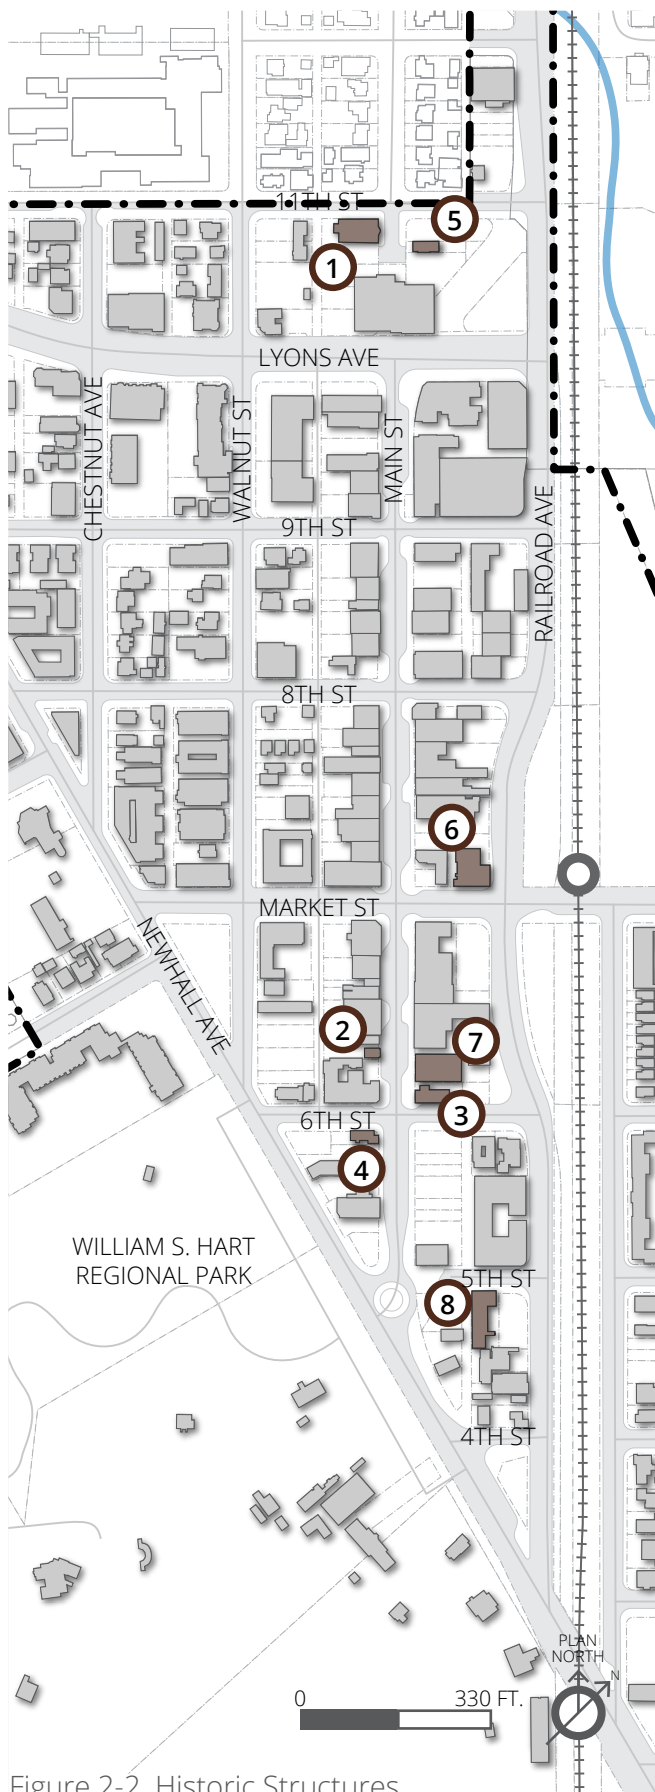 11TH ST
5
1
LYONS AVE
CHESTNUT AVE
WALNUT ST
MAIN ST
9TH ST
RAILROAD AVE
8TH ST
6
MARKET ST
NEWHALL AVE
2
7
3
6TH ST
4
WILLIAM S. HART
REGIONAL PARK
5TH ST
8
4TH ST
PLAN
NORTH
N
0 330 FT.
Figure 2-2 Historic Structures